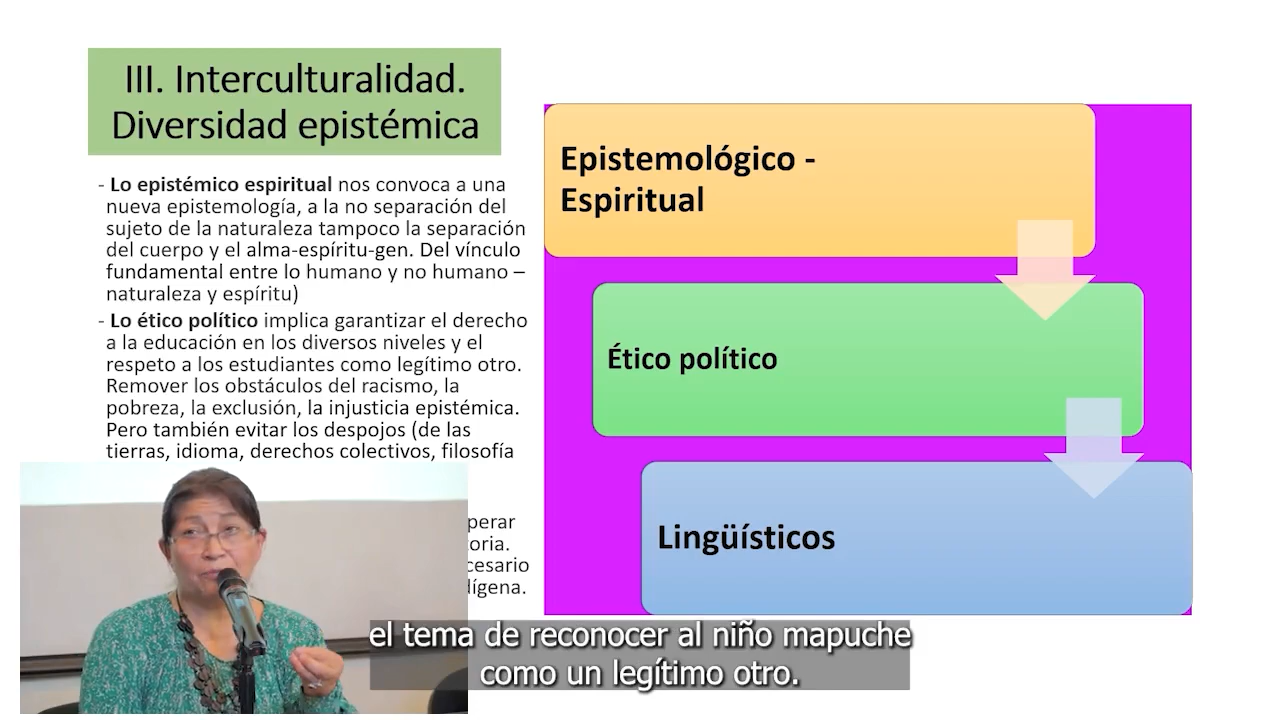 III. Interculturalidad.
Diversidad epistémica
- Lo epistémico espiritual nos convoca a una
nueva epistemología, a la no separación del
sujeto de la naturaleza tampoco la separación
del cuerpo y el alma-espíritu-gen. Del vínculo
fundamental entre lo humano y no humano –
naturaleza y espíritu)
- Lo ético político implica garantizar el derecho
a la educación en los diversos niveles y el
respeto a los estudiantes como legítimo otro.
Remover los obstáculos del racismo, la
pobreza, la exclusión, la injusticia epistémica.
Pero también evitar los despojos (de las
tierras, idioma, derechos colectivos, filosofía
Epistemológico -
Espiritual
Ético político
Lingüísticos
el tema de reconocer al niño mapuche
como un legítimo otro.